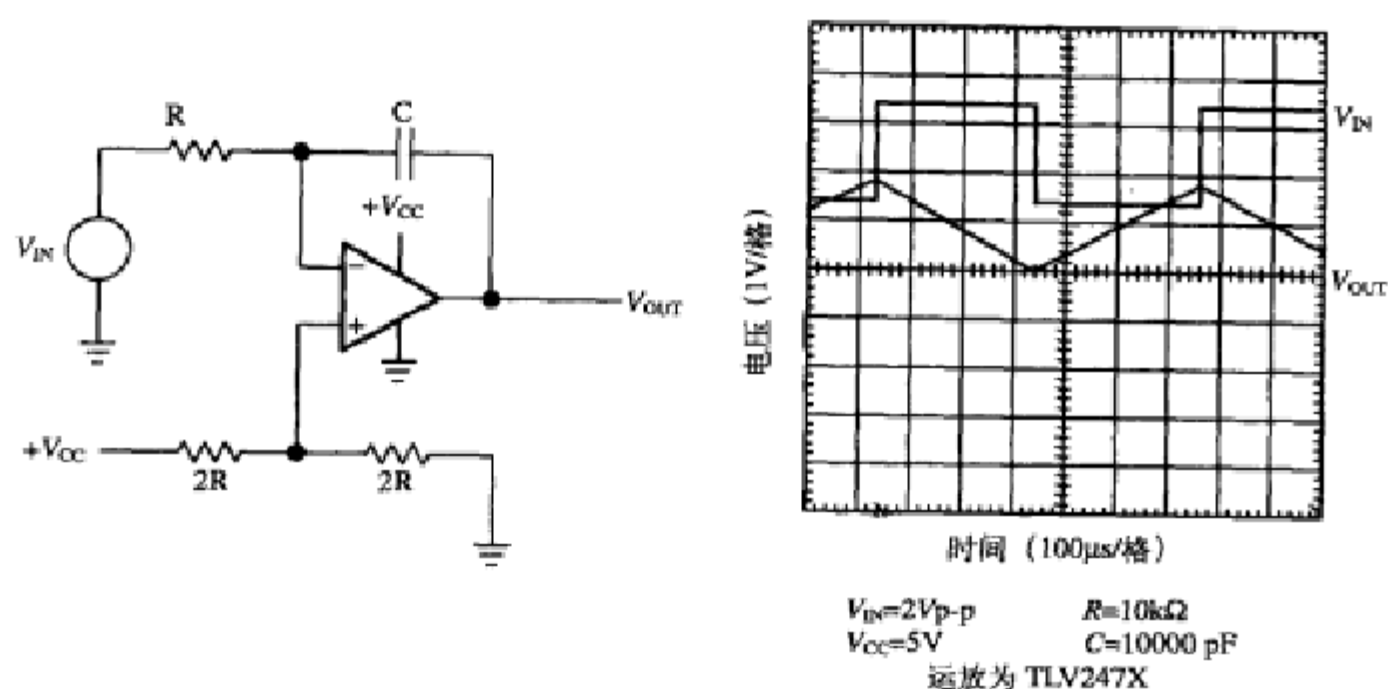 R
C
+VCC
VIN
−
+
VOUT
+VCC
2R
2R
电压（1V/格）
VIN
VOUT
时间（100μs/格）
VIN=2Vp-p R=10kΩ
VCC=5V C=10000 pF
运放为 TLV247X